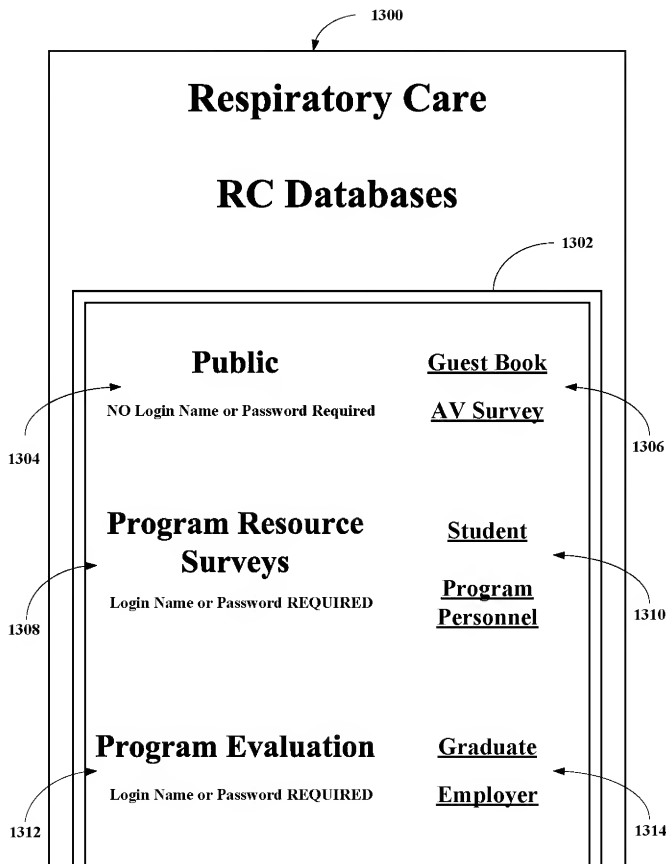 1300
Respiratory Care
RC Databases
1302
Public
Guest Book
NO Login Name or Password Required
AV Survey
1304
1306
Program Resource
Surveys
Student
Login Name or Password REQUIRED
Program
Personnel
1308
1310
Program Evaluation
Graduate
Login Name or Password REQUIRED
Employer
1312
1314